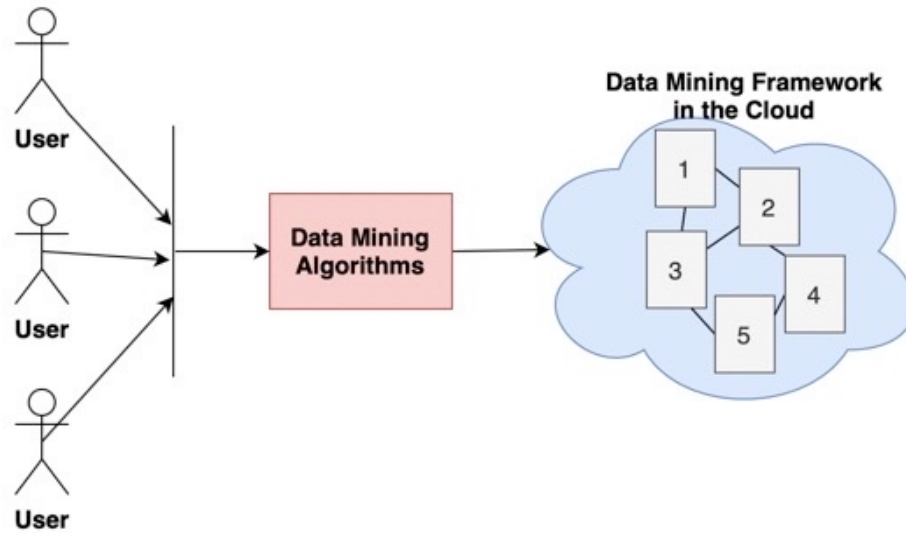 User
User
User
Data Mining
Algorithms
Data Mining Framework
in the Cloud
1
2
3
4
5